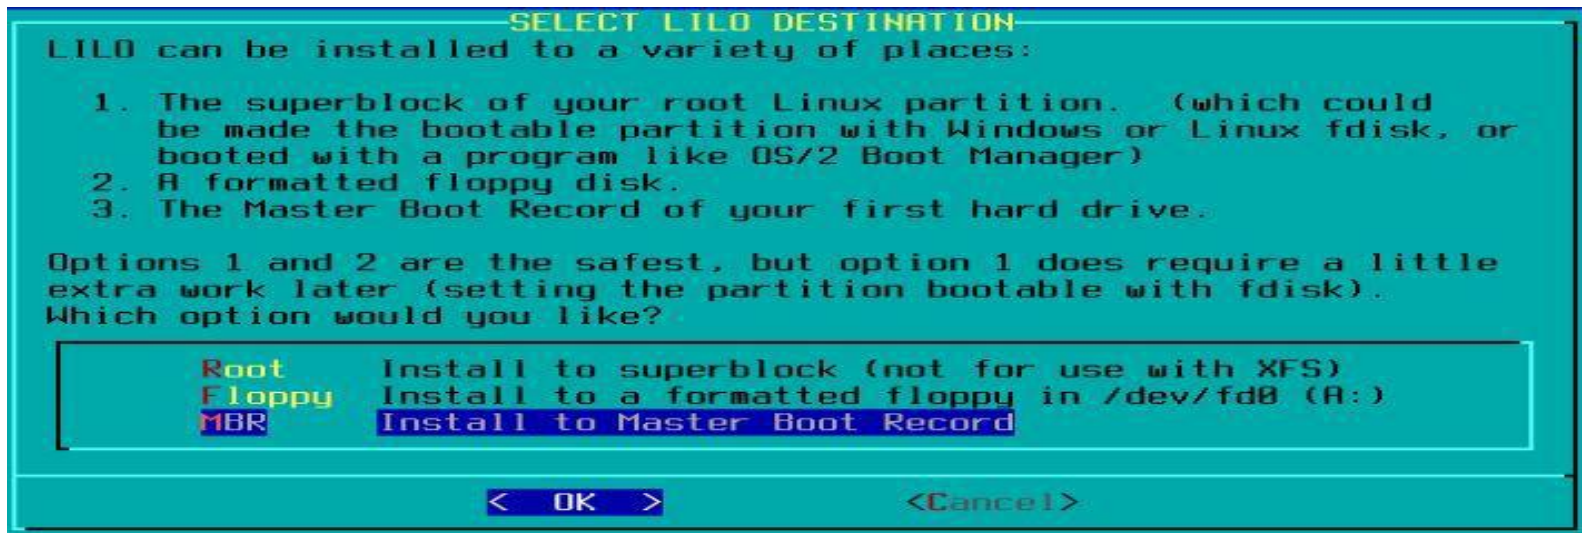 SELECT LILO DESTINATION
LILO can be installed to a variety of places:
1. The superblock of your root Linux partition. (which could
be made the bootable partition with Windows or Linux fdisk, or
booted with a program like OS/2 Boot Manager)
2. A formatted floppy disk.
3. The Master Boot Record of your first hard drive.
Options 1 and 2 are the safest, but option 1 does require a little
extra work later (setting the partition bootable with fdisk).
Which option would you like?
Root Install to superblock (not for use with XFS)
Floppy Install to a formatted floppy in /dev/fd0 (A:)
MBR Install to Master Boot Record
< OK > <Cancel>